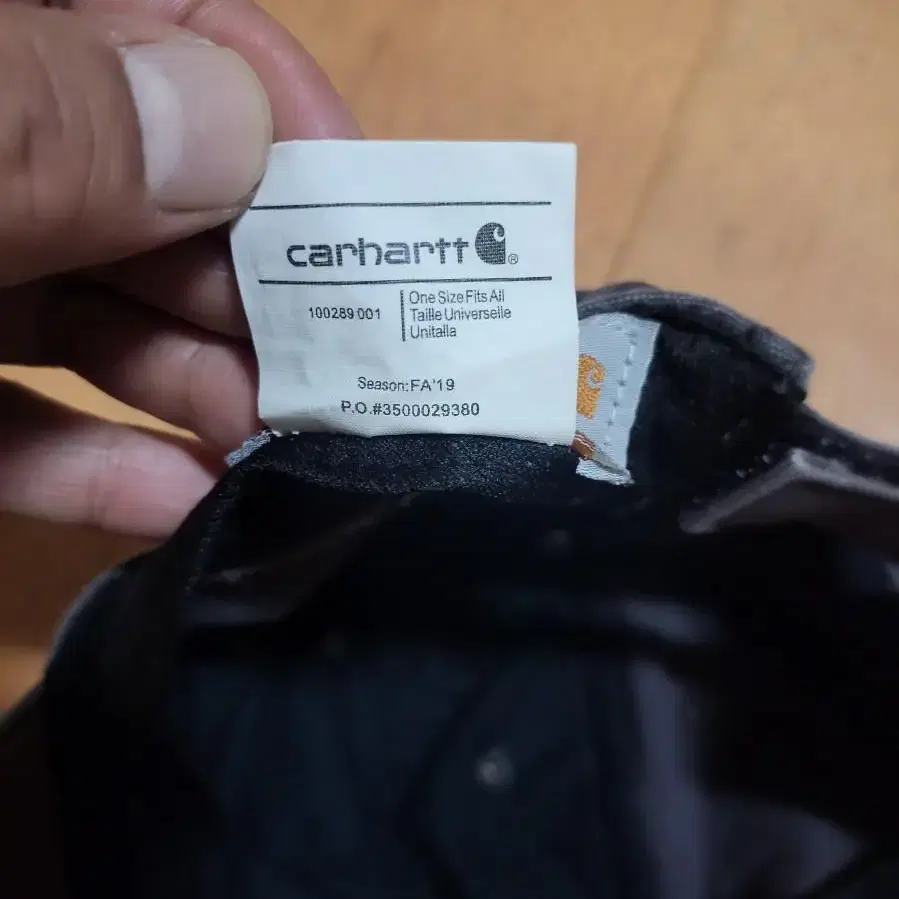 carhartt®
100289 001
One Size Fits All
Taille Universelle
Unitalla
Season:FA'19
P.O.#3500029380